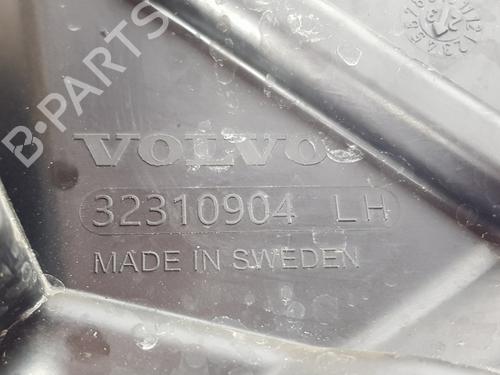 B-PARTS
VOLVO
32310904 LH
MADE IN SWEDEN